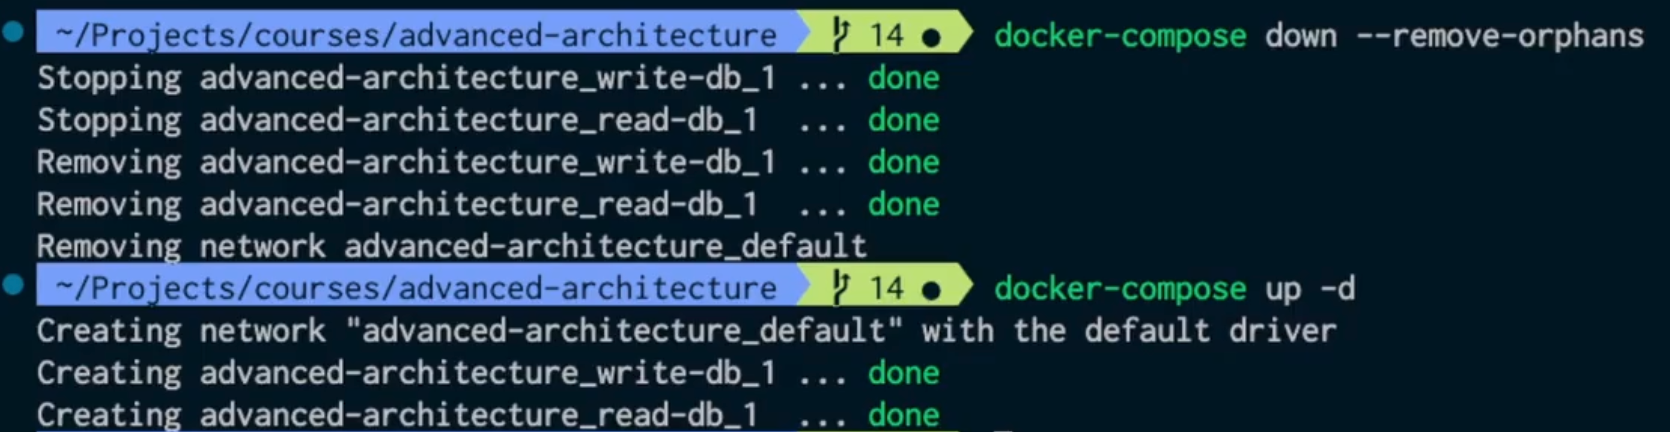 ~/Projects/courses/advanced-architecture 14 ● docker-compose down --remove-orphans
Stopping advanced-architecture_write-db_1 ... done
Stopping advanced-architecture_read-db_1 ... done
Removing advanced-architecture_write-db_1 ... done
Removing advanced-architecture_read-db_1 ... done
Removing network advanced-architecture_default
~/Projects/courses/advanced-architecture 14 ● docker-compose up -d
Creating network "advanced-architecture_default" with the default driver
Creating advanced-architecture_write-db_1 ... done
Creating advanced-architecture_read-db_1 ... done